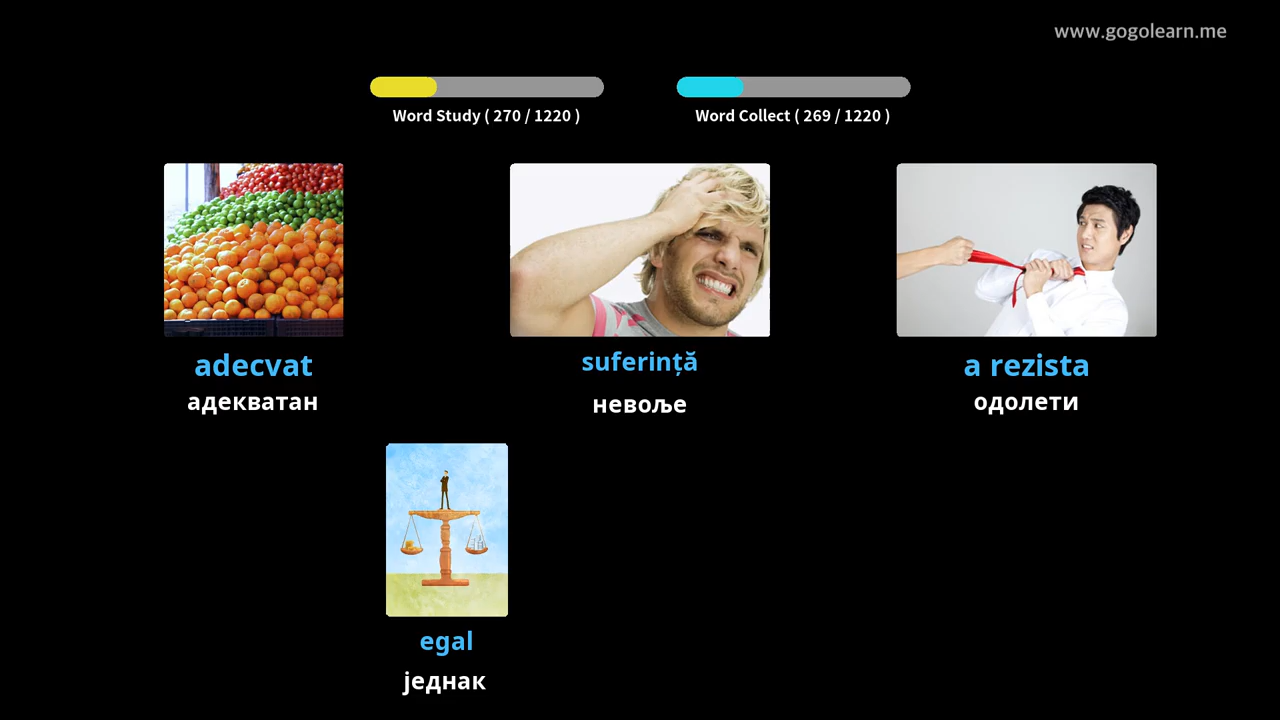 www.gogolearn.me
Word Study ( 270 / 1220 )
Word Collect ( 269 / 1220 )
adecvat
адекватан
suferință
невоље
a rezista
одолети
egal
једнак